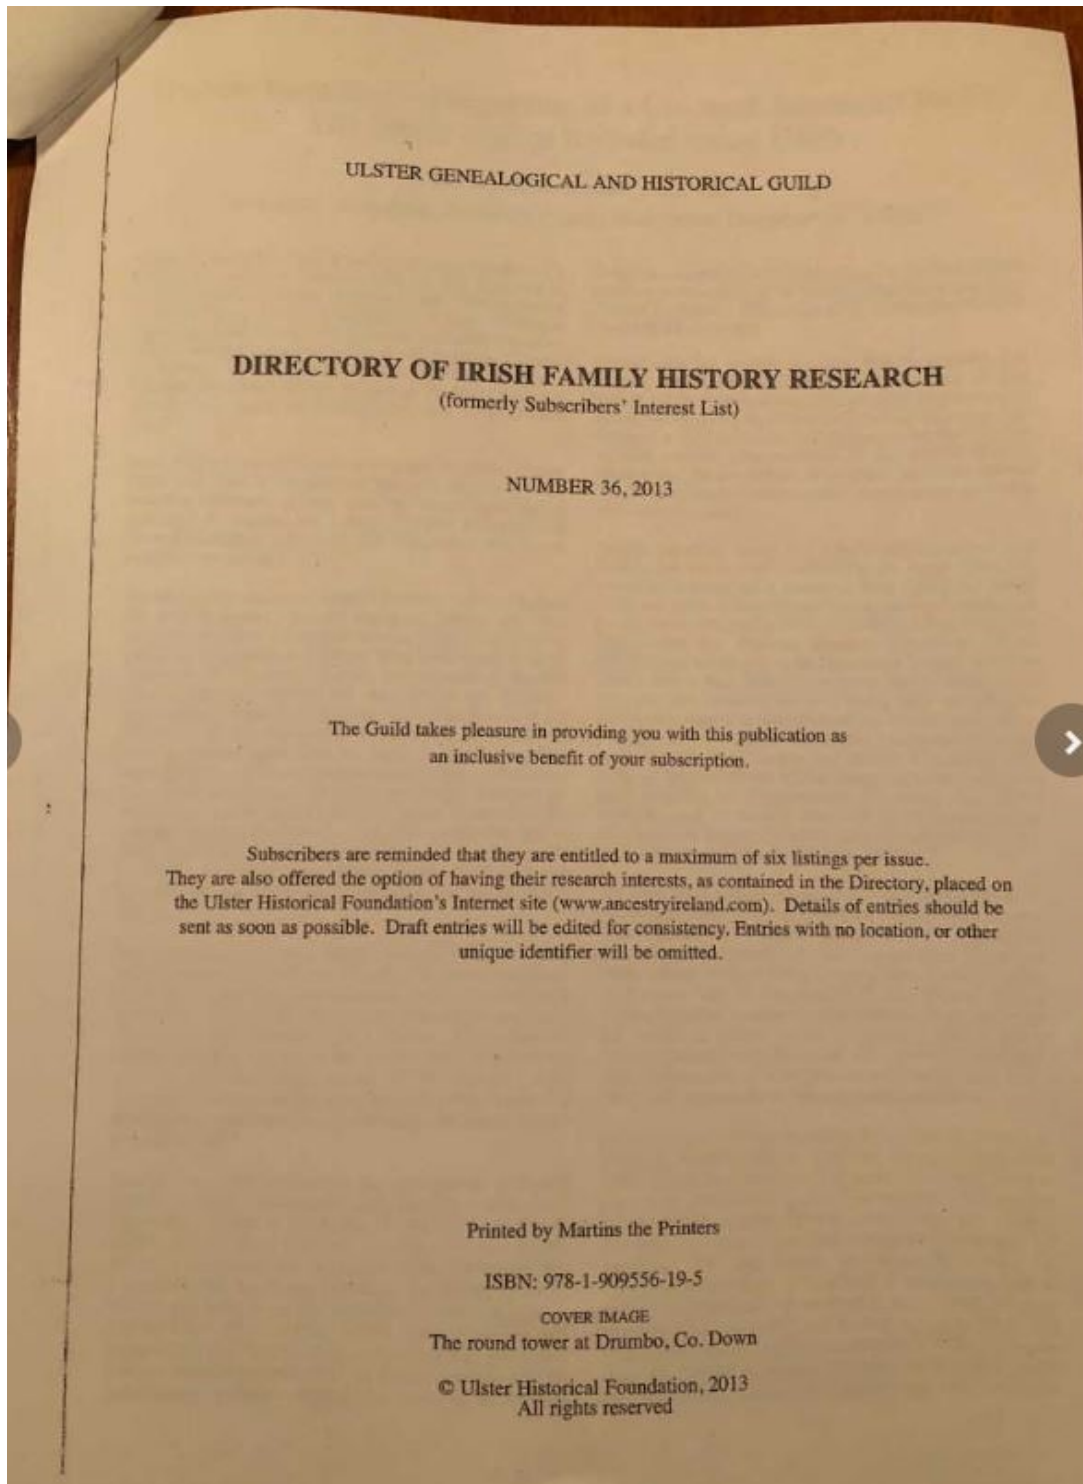 ULSTER GENEALOGICAL AND HISTORICAL GUILD
DIRECTORY OF IRISH FAMILY HISTORY RESEARCH
(formerly Subscribers' Interest List)
NUMBER 36, 2013
The Guild takes pleasure in providing you with this publication as
an inclusive benefit of your subscription.
Subscribers are reminded that they are entitled to a maximum of six listings per issue.
They are also offered the option of having their research interests, as contained in the Directory, placed on
the Ulster Historical Foundation's Internet site (www.ancestryireland.com). Details of entries should be
sent as soon as possible. Draft entries will be edited for consistency. Entries with no location, or other
unique identifier will be omitted.
Printed by Martins the Printers
ISBN: 978-1-909556-19-5
COVER IMAGE
The round tower at Drumbo, Co. Down
© Ulster Historical Foundation, 2013
All rights reserved